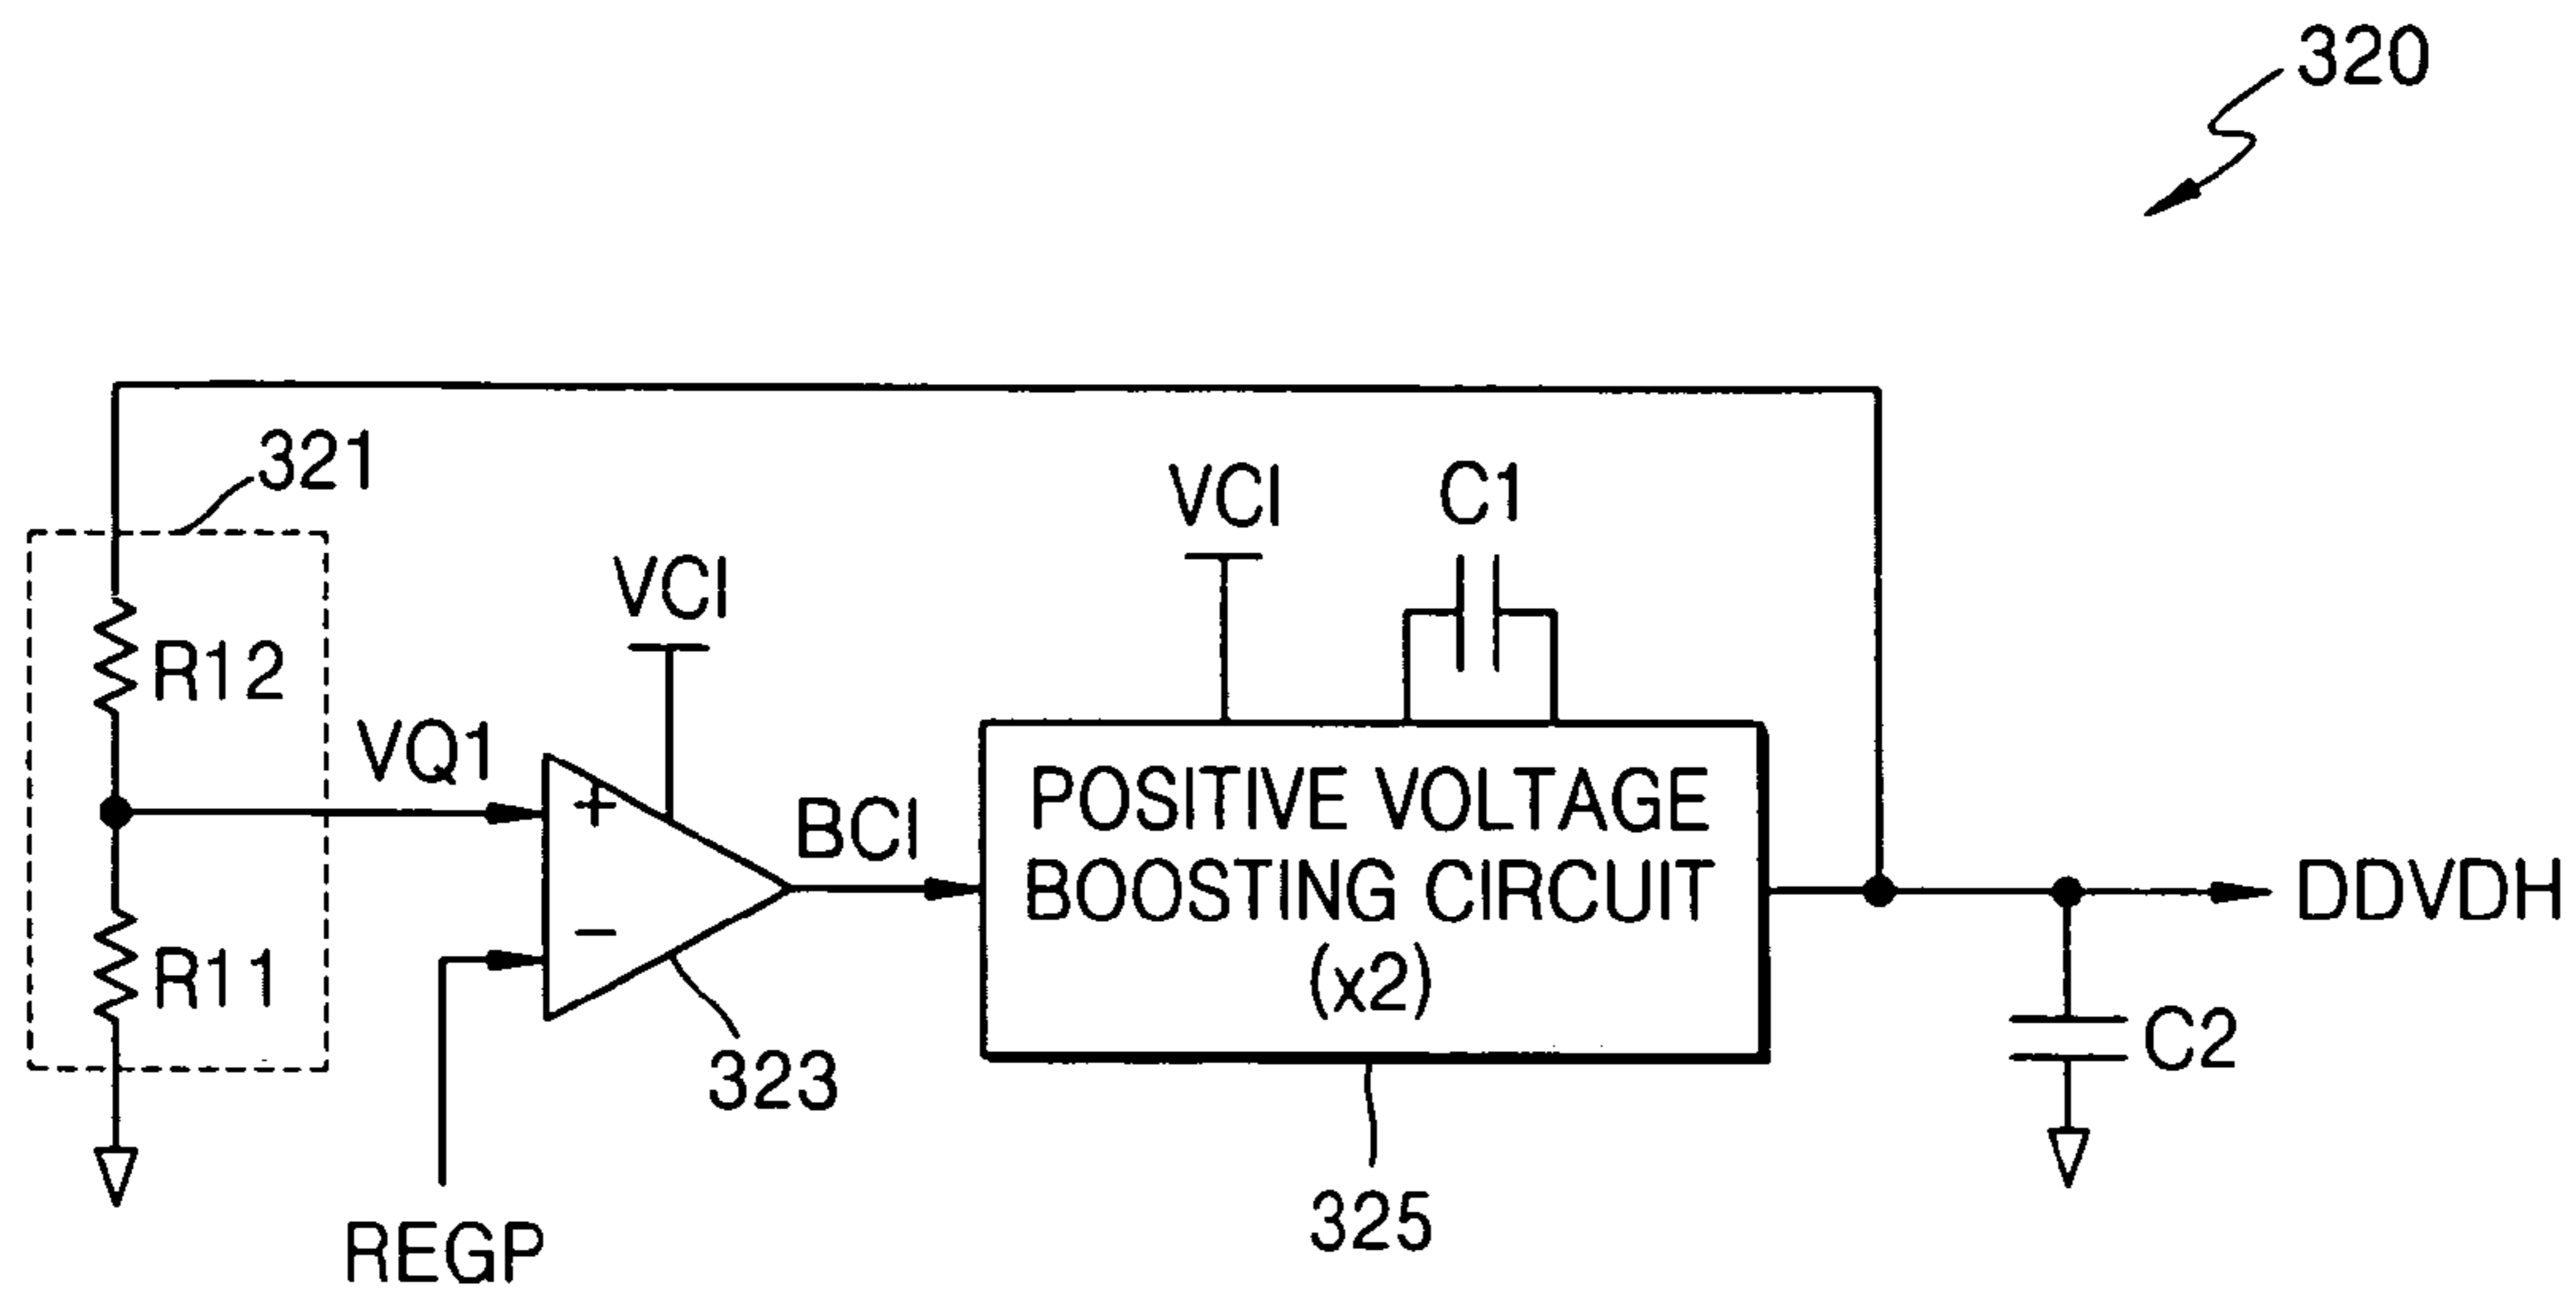 320
321
VCI
C1
VCI
R12
VQ1
+
BCI
POSITIVE VOLTAGE
BOOSTING CIRCUIT
(x2)
DDVDH
−
R11
323
C2
325
REGP